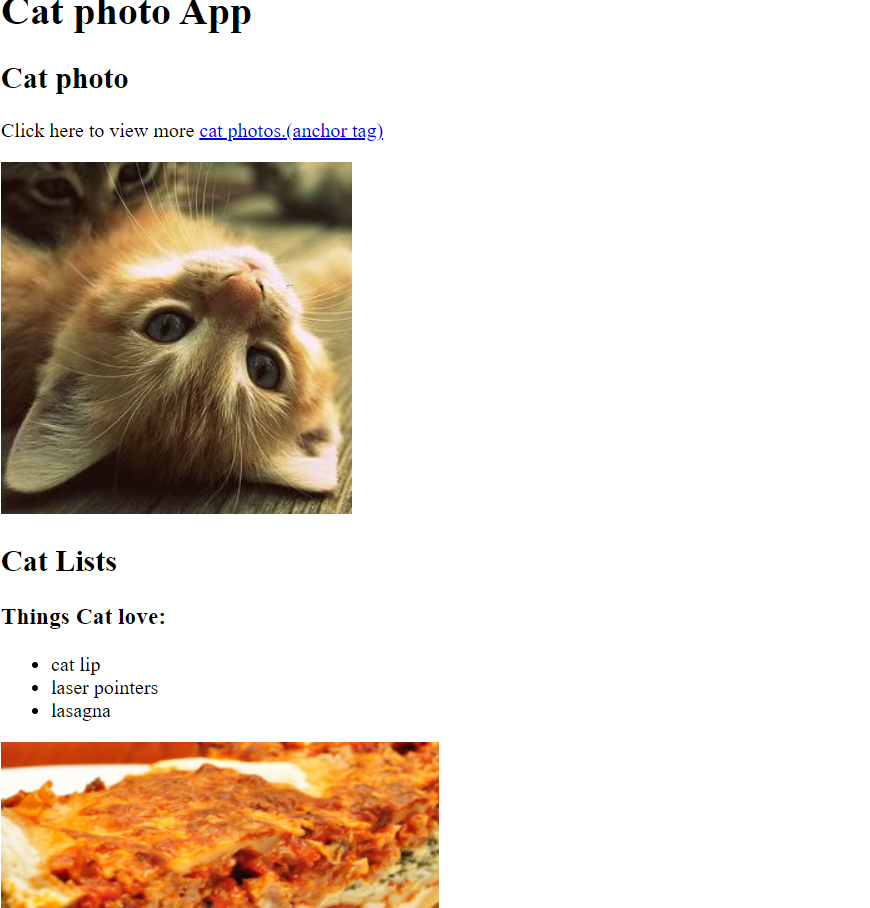 Cat photo App
Cat photo
Click here to view more cat photos.(anchor tag)
Cat Lists
Things Cat love:
cat lip
laser pointers
lasagna